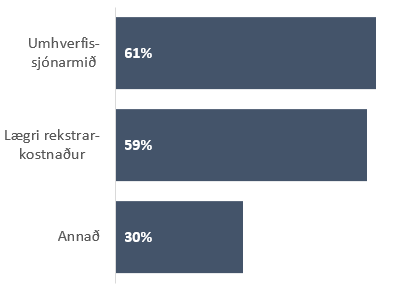 Umhverfis-
sjónarmið
61%
Lægri rekstrar-
kostnaður
59%
Annað
30%